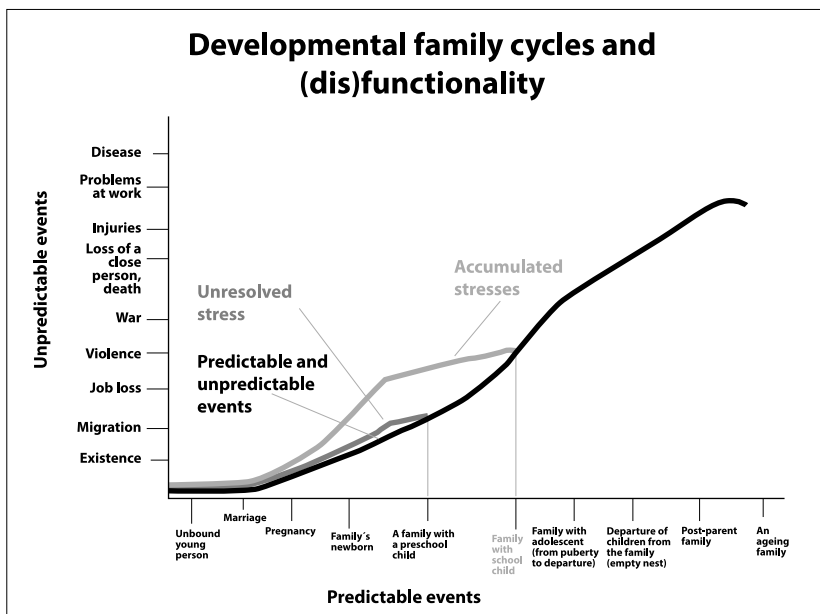 Developmental family cycles and
(dis)functionality
Unpredictable events
Disease
Problems
at work
Injuries
Loss of a
close
person,
death
War
Violence
Job loss
Migration
Existence
Accumulated
stresses
Unresolved
stress
Predictable and
unpredictable
events
Unbound
young
person
Marriage
Pregnancy
Family´s
newborn
A family with
a preschool
child
Family
with
school
child
Family with
adolescent
(from puberty
to departure)
Departure of
children from
the family
(empty nest)
Post-parent
family
An
ageing
family
Predictable events